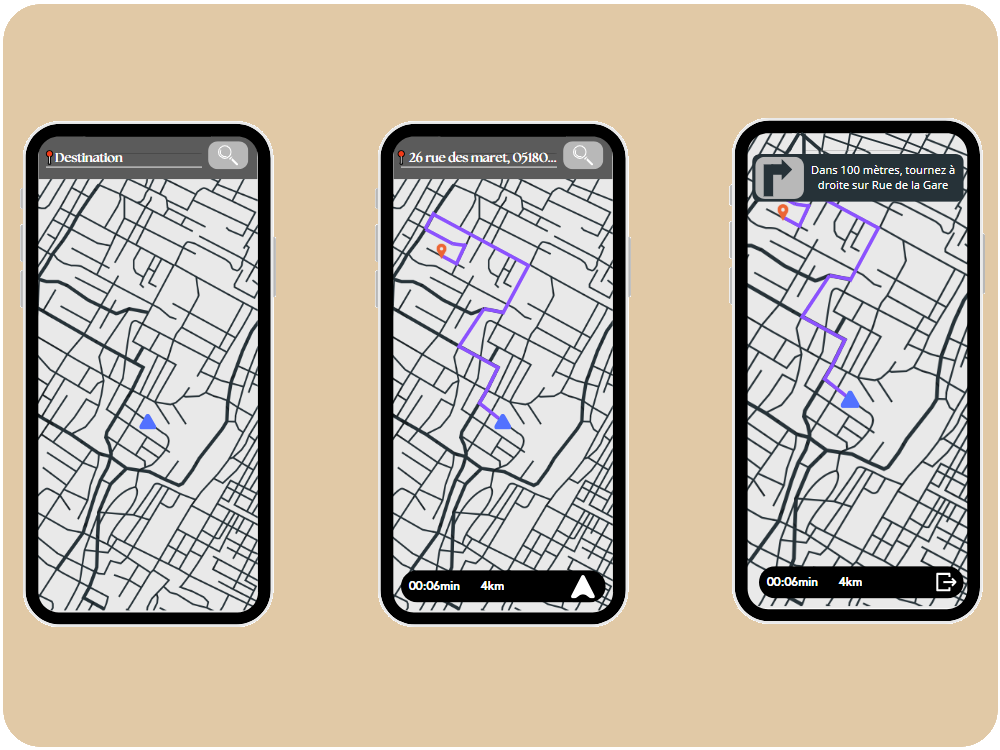 Destination
26 rue des maret, 05180...
00:06min 4km
Dans 100 mètres, tournez à
droite sur Rue de la Gare
00:06min 4km